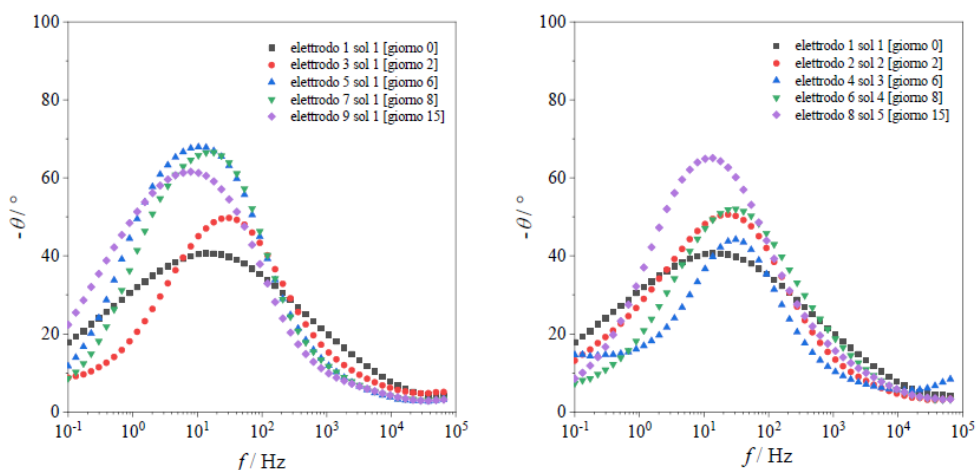 100
80
60
40
20
0
-θ / °
elettrodo 1 sol 1 [giorno 0]
elettrodo 3 sol 1 [giorno 2]
elettrodo 5 sol 1 [giorno 6]
elettrodo 7 sol 1 [giorno 8]
elettrodo 9 sol 1 [giorno 15]
10⁻¹ 10⁰ 10¹ 10² 10³ 10⁴ 10⁵
f / Hz
100
80
60
40
20
0
-θ / °
elettrodo 1 sol 1 [giorno 0]
elettrodo 2 sol 2 [giorno 2]
elettrodo 4 sol 3 [giorno 6]
elettrodo 6 sol 4 [giorno 8]
elettrodo 8 sol 5 [giorno 15]
10⁻¹ 10⁰ 10¹ 10² 10³ 10⁴ 10⁵
f / Hz